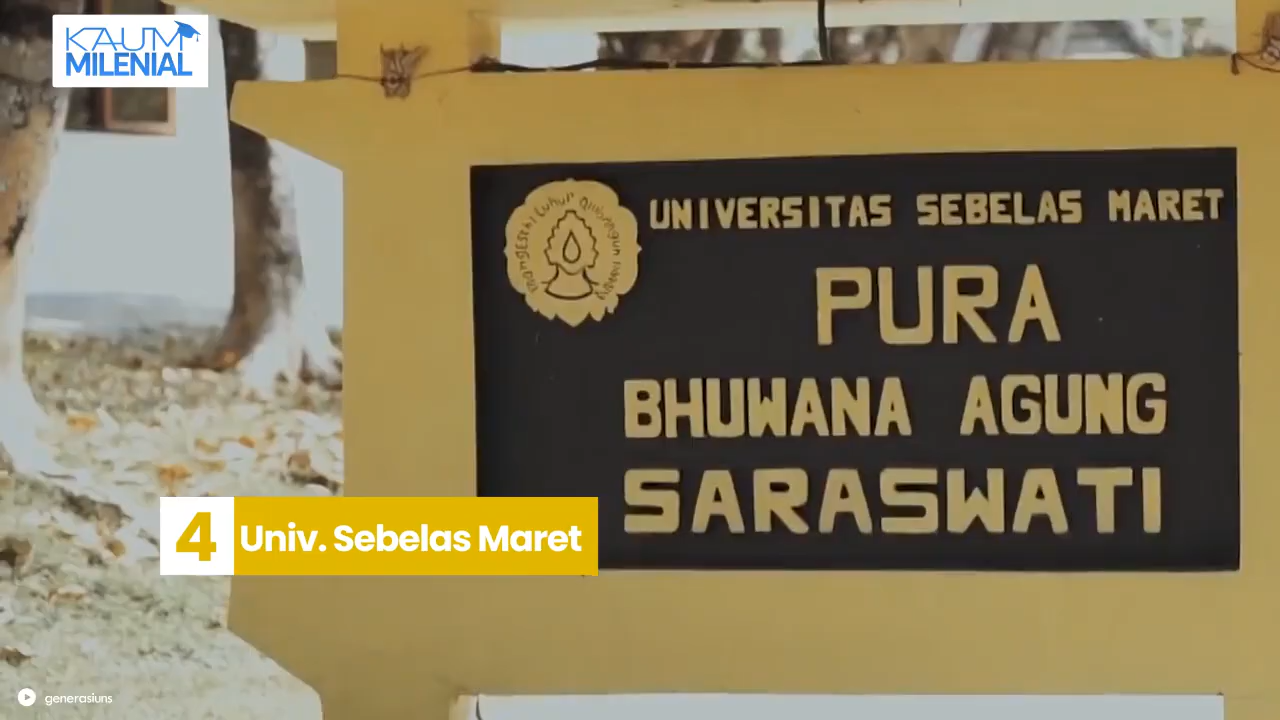 KAUM
MILENIAL
UNIVERSITAS SEBELAS MARET
PURA
BHUWANA AGUNG
SARASWATI
4 Univ. Sebelas Maret
generasiuns